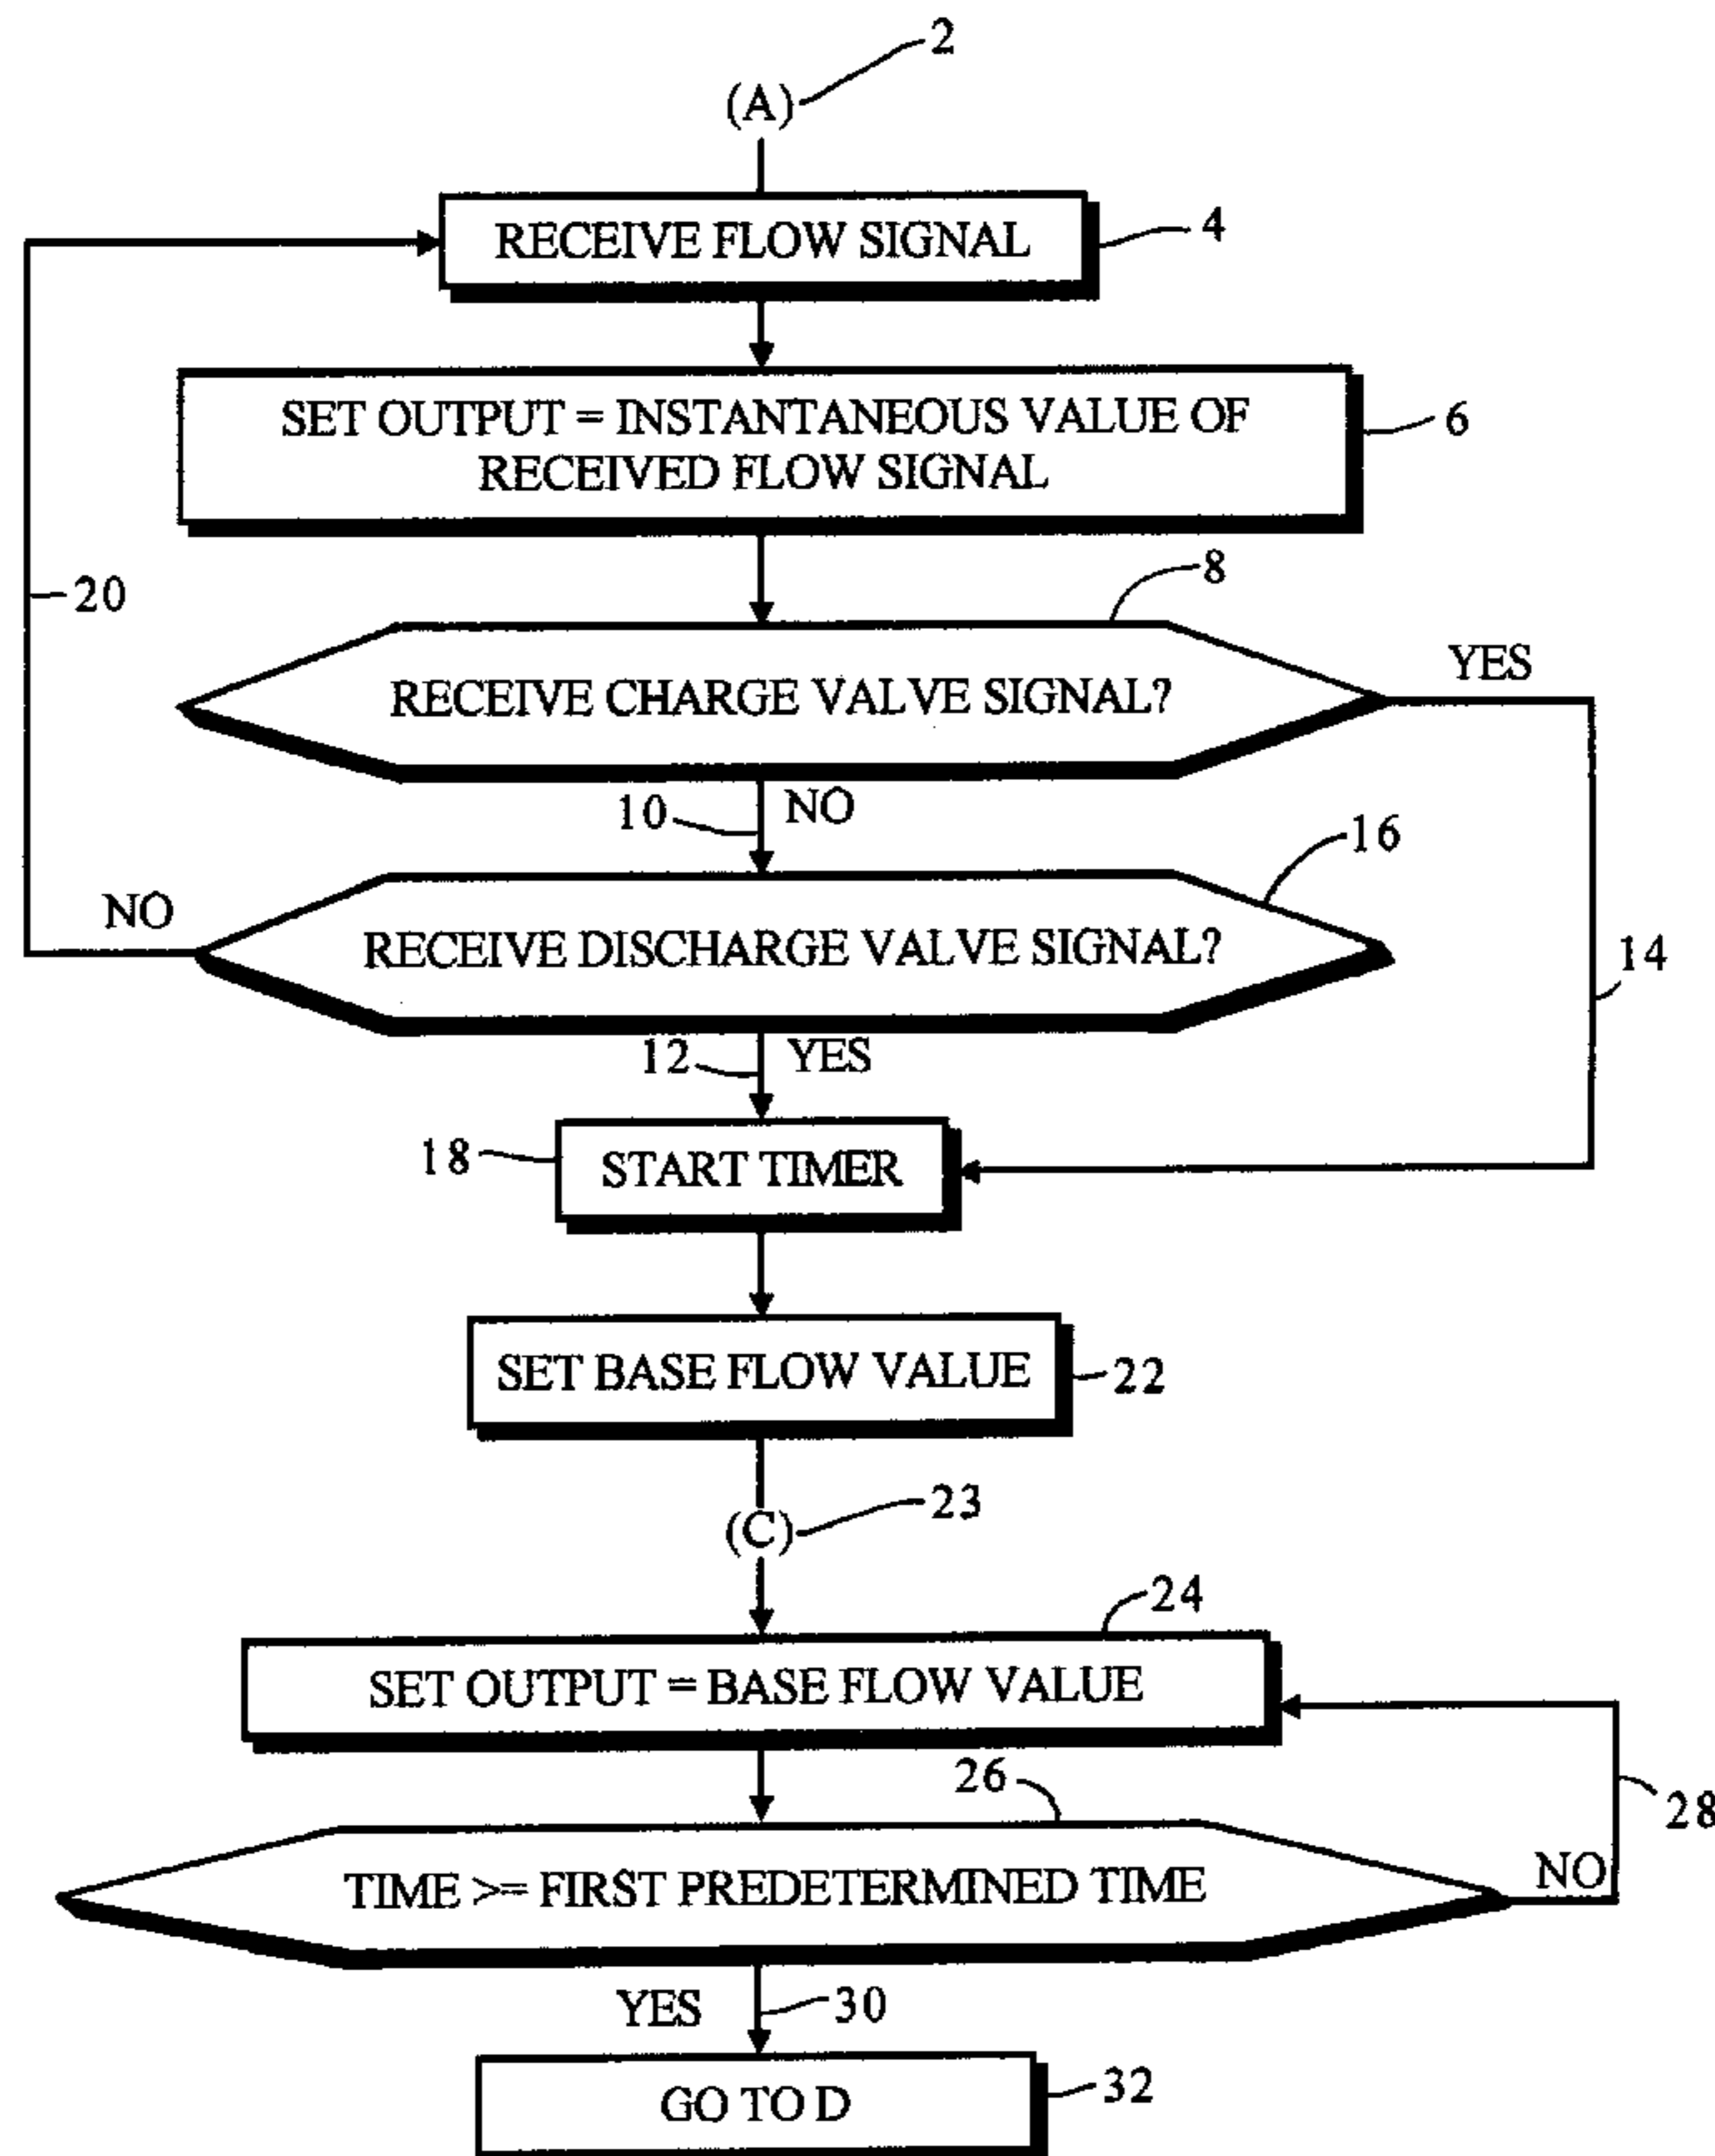 2
(A)
RECEIVE FLOW SIGNAL
4
SET OUTPUT = INSTANTANEOUS VALUE OF
RECEIVED FLOW SIGNAL
6
20
8
RECEIVE CHARGE VALVE SIGNAL?
YES
10
NO
16
NO
RECEIVE DISCHARGE VALVE SIGNAL?
14
12
YES
18
START TIMER
SET BASE FLOW VALUE
22
23
(C)
24
SET OUTPUT = BASE FLOW VALUE
26
28
TIME >= FIRST PREDETERMINED TIME
NO
YES
30
GO TO D
32